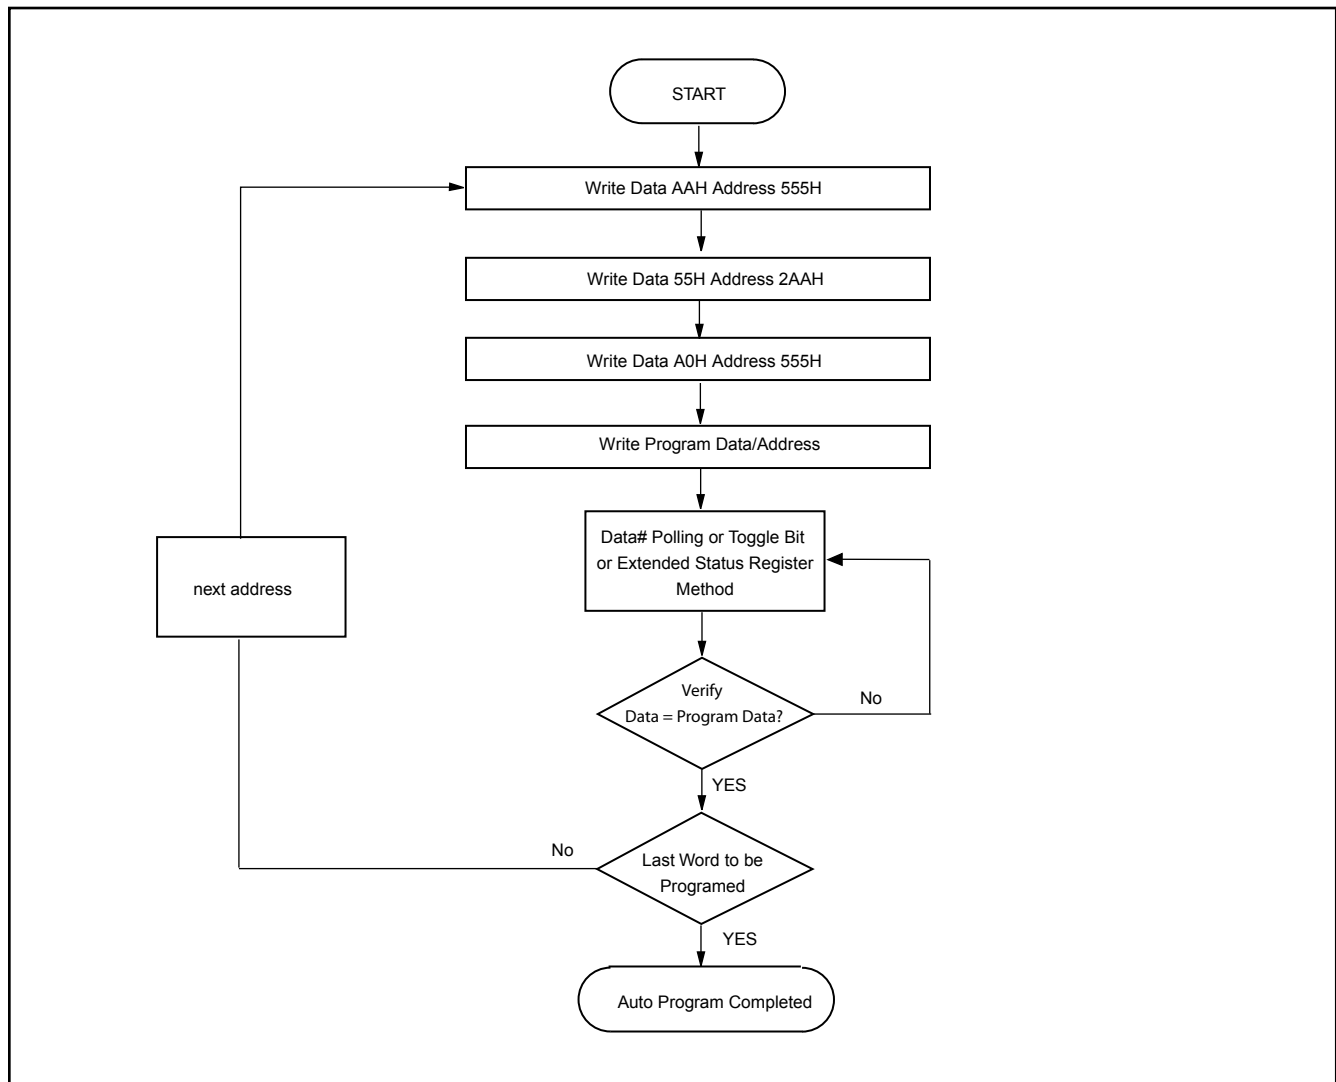 START
Write Data AAH Address 555H
Write Data 55H Address 2AAH
Write Data A0H Address 555H
Write Program Data/Address
Data# Polling or Toggle Bit
or Extended Status Register
Method
next address
Verify
Data = Program Data?
No
YES
No
Last Word to be
Programed
YES
Auto Program Completed